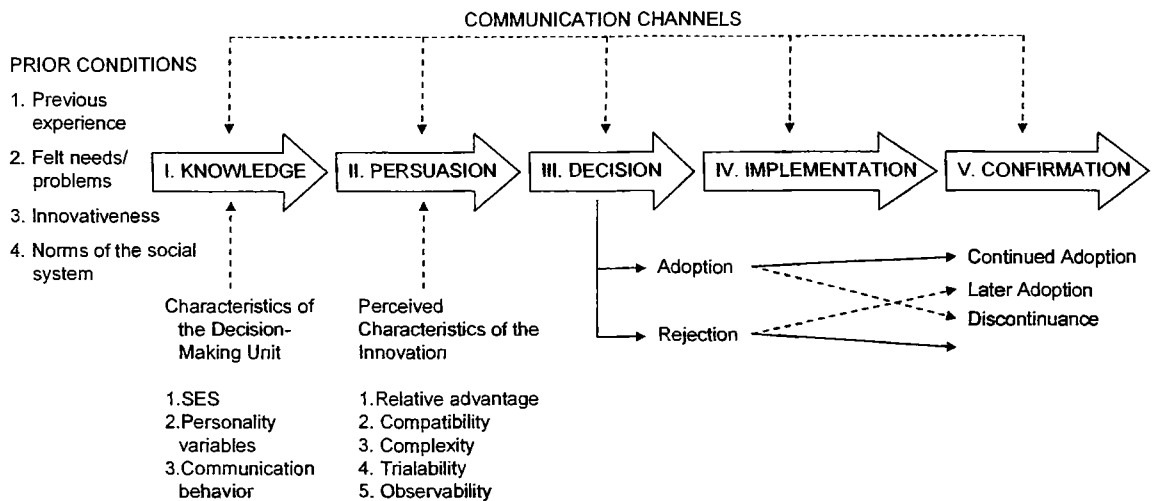 COMMUNICATION CHANNELS
PRIOR CONDITIONS
1. Previous
experience
2. Felt needs/
problems
3. Innovativeness
4. Norms of the social
system
I. KNOWLEDGE
II. PERSUASION
III. DECISION
IV. IMPLEMENTATION
V. CONFIRMATION
Characteristics of
the Decision-
Making Unit
1.SES
2.Personality
variables
3.Communication
behavior
Perceived
Characteristics of the
Innovation
1.Relative advantage
2. Compatibility
3. Complexity
4. Trialability
5. Observability
Adoption
Rejection
Continued Adoption
Later Adoption
Discontinuance